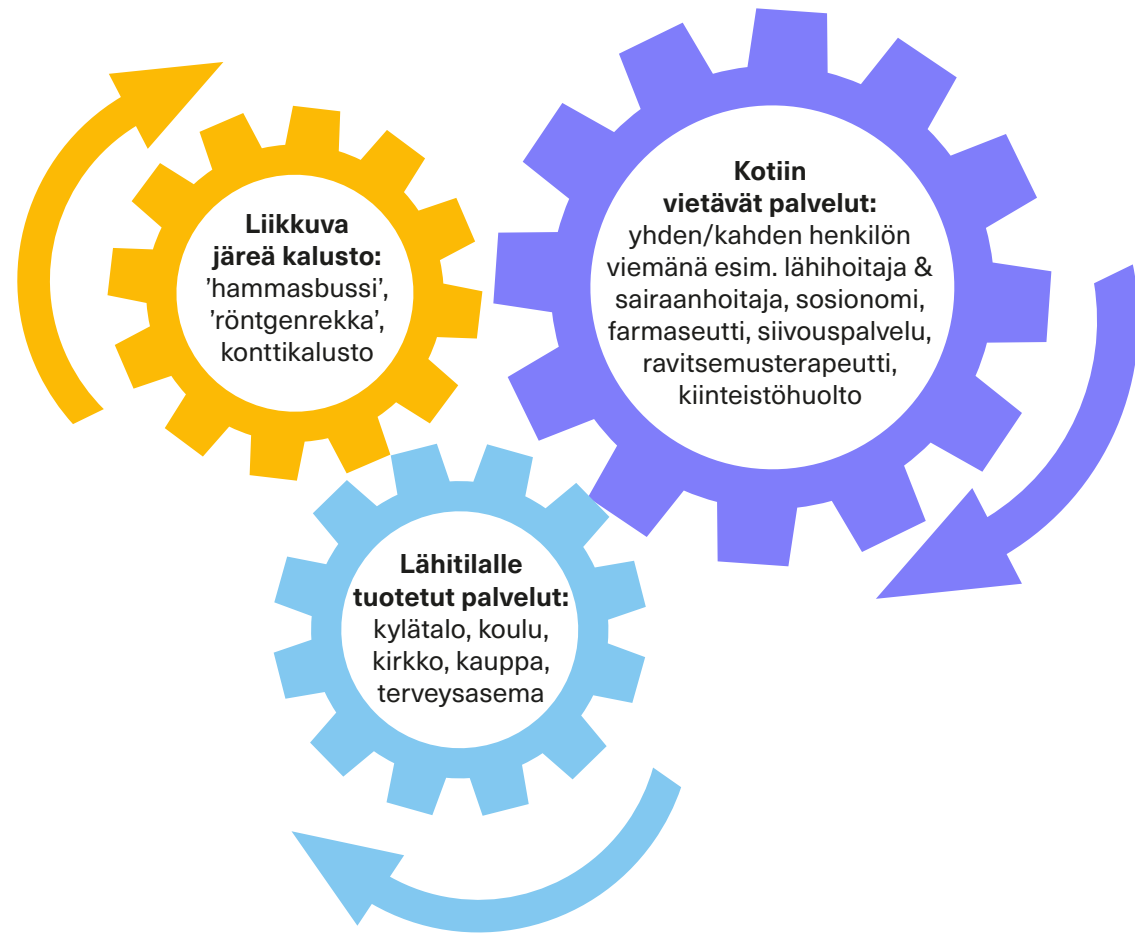 Liikkuva
järeä kalusto:
’hammasbussi’,
’röntgenrekka’,
konttikalusto
Kotiin
vietävät palvelut:
yhden/kahden henkilön
viemänä esim. lähihoitaja &
sairaanhoitaja, sosionomi,
farmaseutti, siivouspalvelu,
ravitsemusterapeutti,
kiinteistöhuolto
Lähitilalle
tuotetut palvelut:
kylätalo, koulu,
kirkko, kauppa,
terveysasema